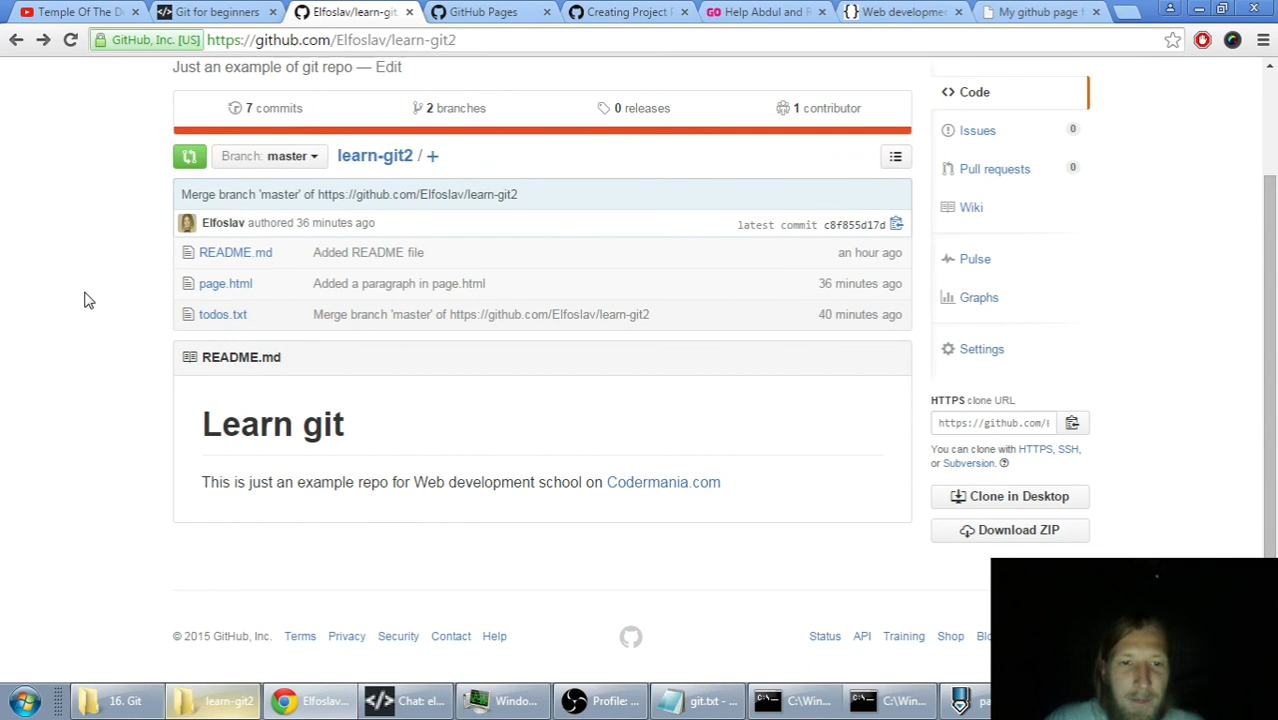 Temple Of The De
Git for beginners
Elfoslav/learn-git
GitHub Pages
Creating Project
Help Abdul and
Web developme
My github page
GitHub, Inc. [US]
https://github.com/Elfoslav/learn-git2
Just an example of git repo — Edit
7 commits
2 branches
0 releases
1 contributor
Branch: master
learn-git2 / +
Merge branch 'master' of https://github.com/Elfoslav/learn-git2
Elfoslav authored 36 minutes ago
latest commit c8f855d17d
README.md Added README file an hour ago
page.html Added a paragraph in page.html 36 minutes ago
todos.txt Merge branch 'master' of https://github.com/Elfoslav/learn-git2 40 minutes ago
README.md
Learn git
This is just an example repo for Web development school on Codermania.com
Code
Issues 0
Pull requests 0
Wiki
Pulse
Graphs
Settings
HTTPS clone URL
https://github.com/
You can clone with HTTPS, SSH,
or Subversion.
Clone in Desktop
Download ZIP
© 2015 GitHub, Inc. Terms Privacy Security Contact Help
Status API Training Shop
16. Git
learn-git2
Elfoslav...
Chat: el...
Windo...
Profile: ...
git.txt - ...
C:\Win...
C:\Win...